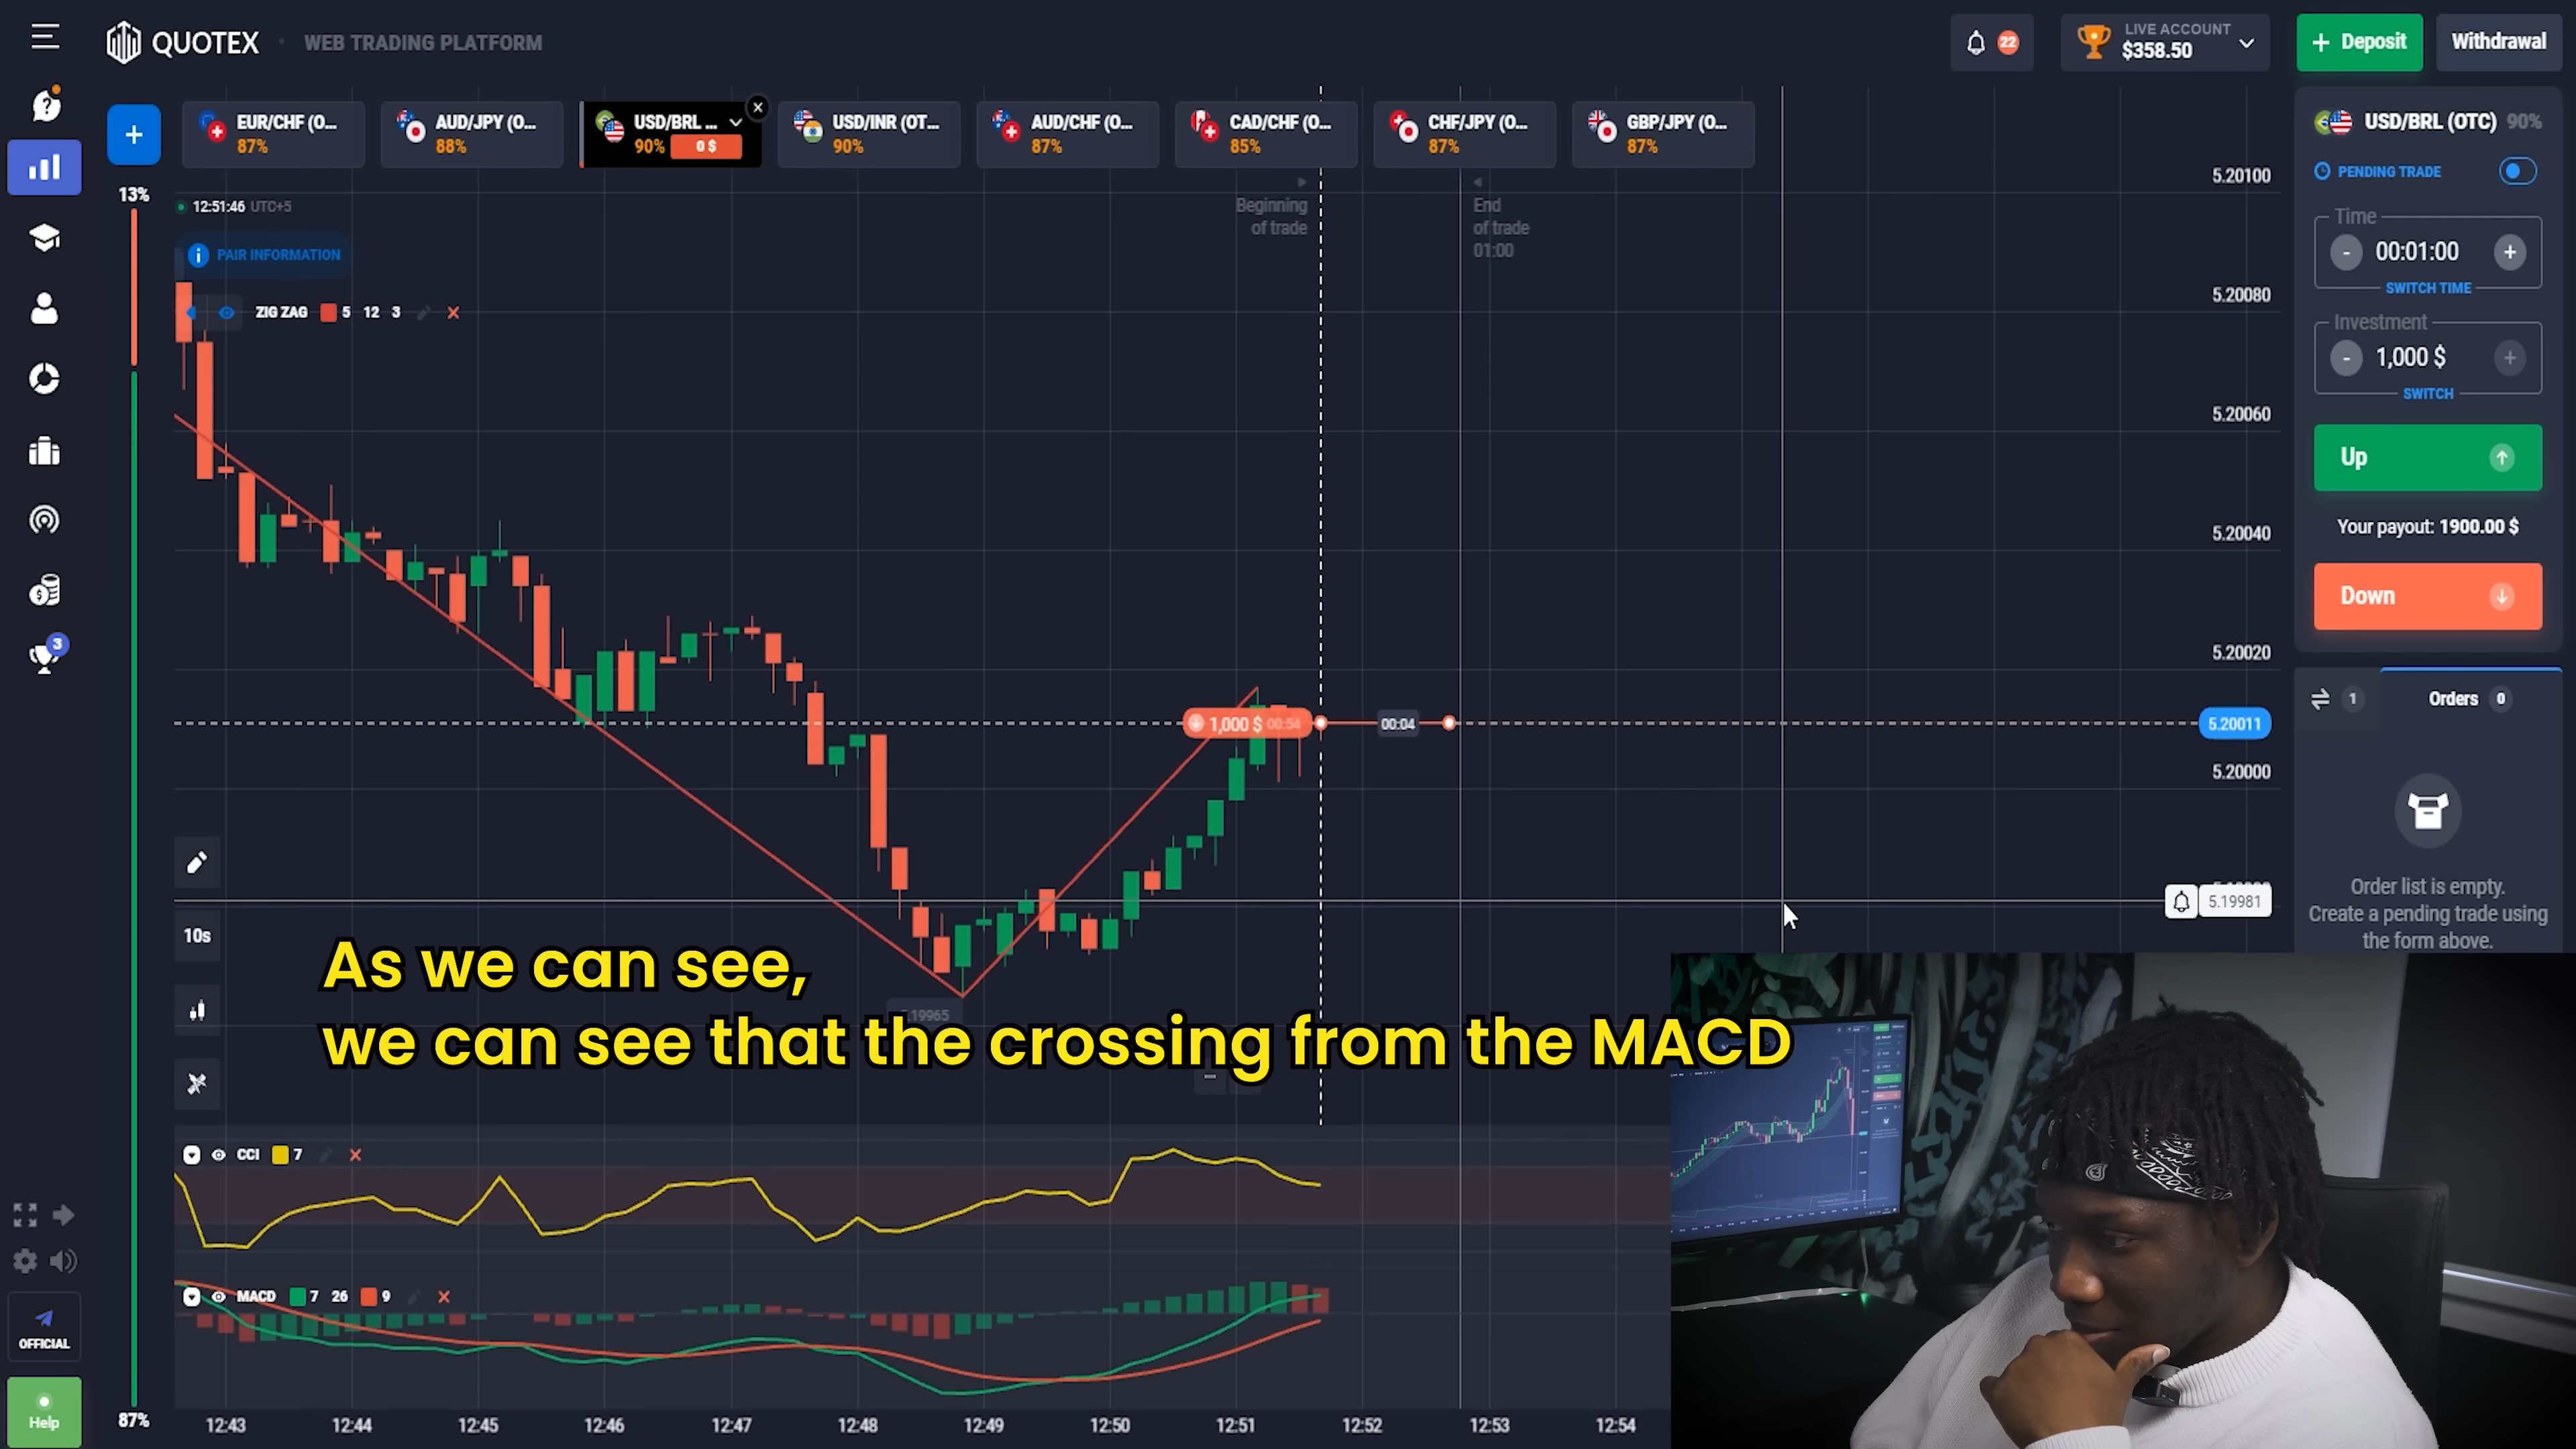 QUOTEX
WEB TRADING PLATFORM
22
LIVE ACCOUNT
$358.50
+ Deposit
Withdrawal
+
EUR/CHF (O...
87%
AUD/JPY (O...
88%
USD/BRL ...
90%
0 $
USD/INR (OT...
90%
AUD/CHF (O...
87%
CAD/CHF (O...
85%
CHF/JPY (O...
87%
GBP/JPY (O...
87%
USD/BRL (OTC) 90%
PENDING TRADE
Time
- 00:01:00 +
SWITCH TIME
Investment
- 1,000 $ +
SWITCH
Up
Your payout: 1900.00 $
Down
1
Orders 0
Order list is empty.
Create a pending trade using
the form above.
13%
12:51:46 UTC+5
PAIR INFORMATION
ZIG ZAG 5 12 3
Beginning
of trade
End
of trade
01:00
5.20100
5.20080
5.20060
5.20040
5.20020
5.20011
5.20000
5.19981
1,000 $ 00:54
00:04
3
10s
As we can see,
we can see that the crossing from the MACD
CCI 7
MACD 7 26 9
OFFICIAL
Help
87%
12:43 12:44 12:45 12:46 12:47 12:48 12:49 12:50 12:51 12:52 12:53 12:54